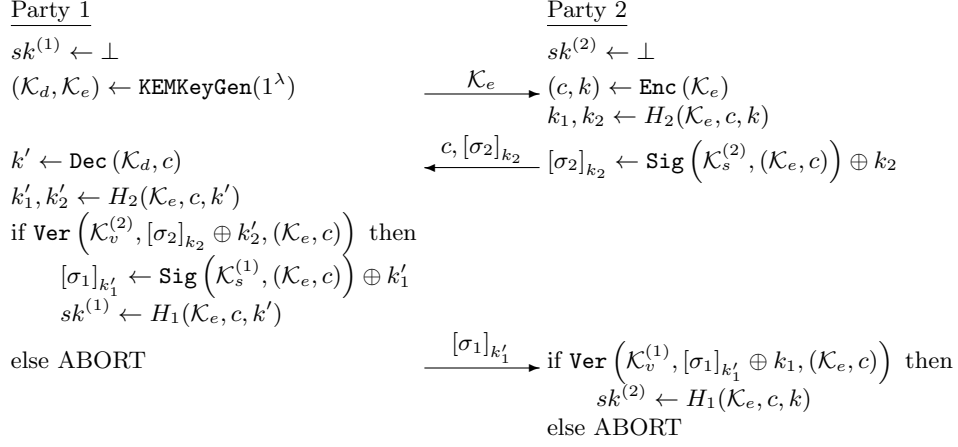 Party 1 Party 2
sk^{(1)} ← ⊥ sk^{(2)} ← ⊥
(𝒦_d, 𝒦_e) ← KEMKeyGen(1^λ) 𝒦_e (c, k) ← Enc (𝒦_e)
k_1, k_2 ← H_2(𝒦_e, c, k)
k′ ← Dec (𝒦_d, c) c, [σ_2]_{k_2} [σ_2]_{k_2} ← Sig (𝒦_s^{(2)}, (𝒦_e, c)) ⊕ k_2
k′_1, k′_2 ← H_2(𝒦_e, c, k′)
if Ver (𝒦_v^{(2)}, [σ_2]_{k_2} ⊕ k′_2, (𝒦_e, c)) then
[σ_1]_{k′_1} ← Sig (𝒦_s^{(1)}, (𝒦_e, c)) ⊕ k′_1
sk^{(1)} ← H_1(𝒦_e, c, k′)
else ABORT [σ_1]_{k′_1} if Ver (𝒦_v^{(1)}, [σ_1]_{k′_1} ⊕ k_1, (𝒦_e, c)) then
sk^{(2)} ← H_1(𝒦_e, c, k)
else ABORT